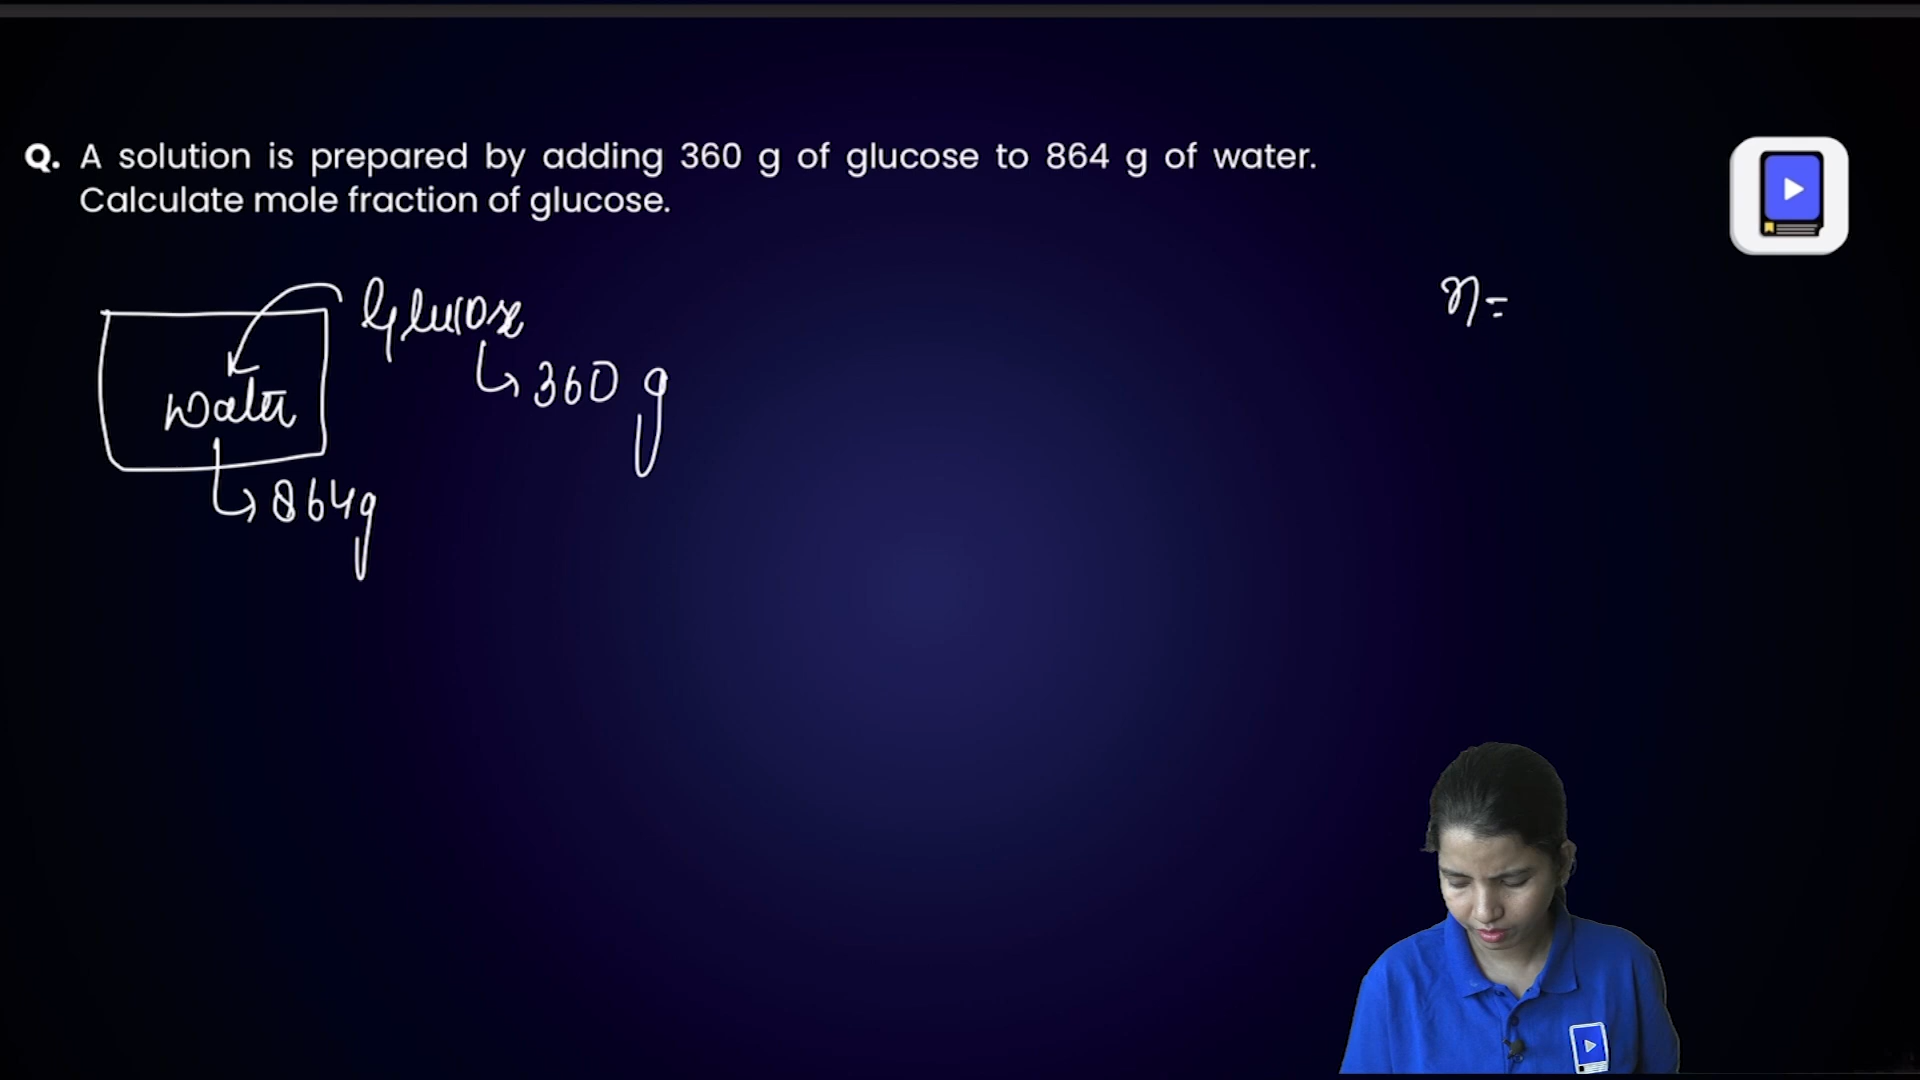 Q. A solution is prepared by adding 360 g of glucose to 864 g of water.
Calculate mole fraction of glucose.
Glucose
η=
360 g
Water
864g